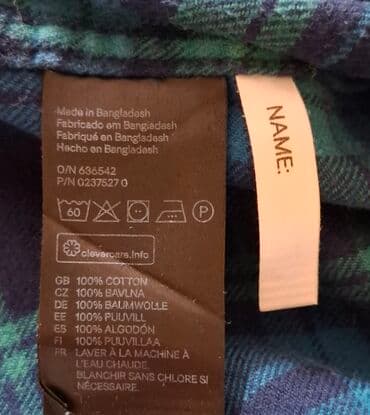 Made in Bangladesh
Fabricado em Bangladesh
Fabriqué en Bangladesh
Hecho en Bangladesh
O/N 636542
P/N 0237527 0
60
P
clevercare.info
GB 100% COTTON
CZ 100% BAVLNA
DE 100% BAUMWOLLE
EE 100% PUUVILL
ES 100% ALGODÓN
FI 100% PUUVILLAA
FR LAVER À LA MACHINE À
L'EAU CHAUDE.
BLANCHIR SANS CHLORE SI
NÉCESSAIRE.
NAME: